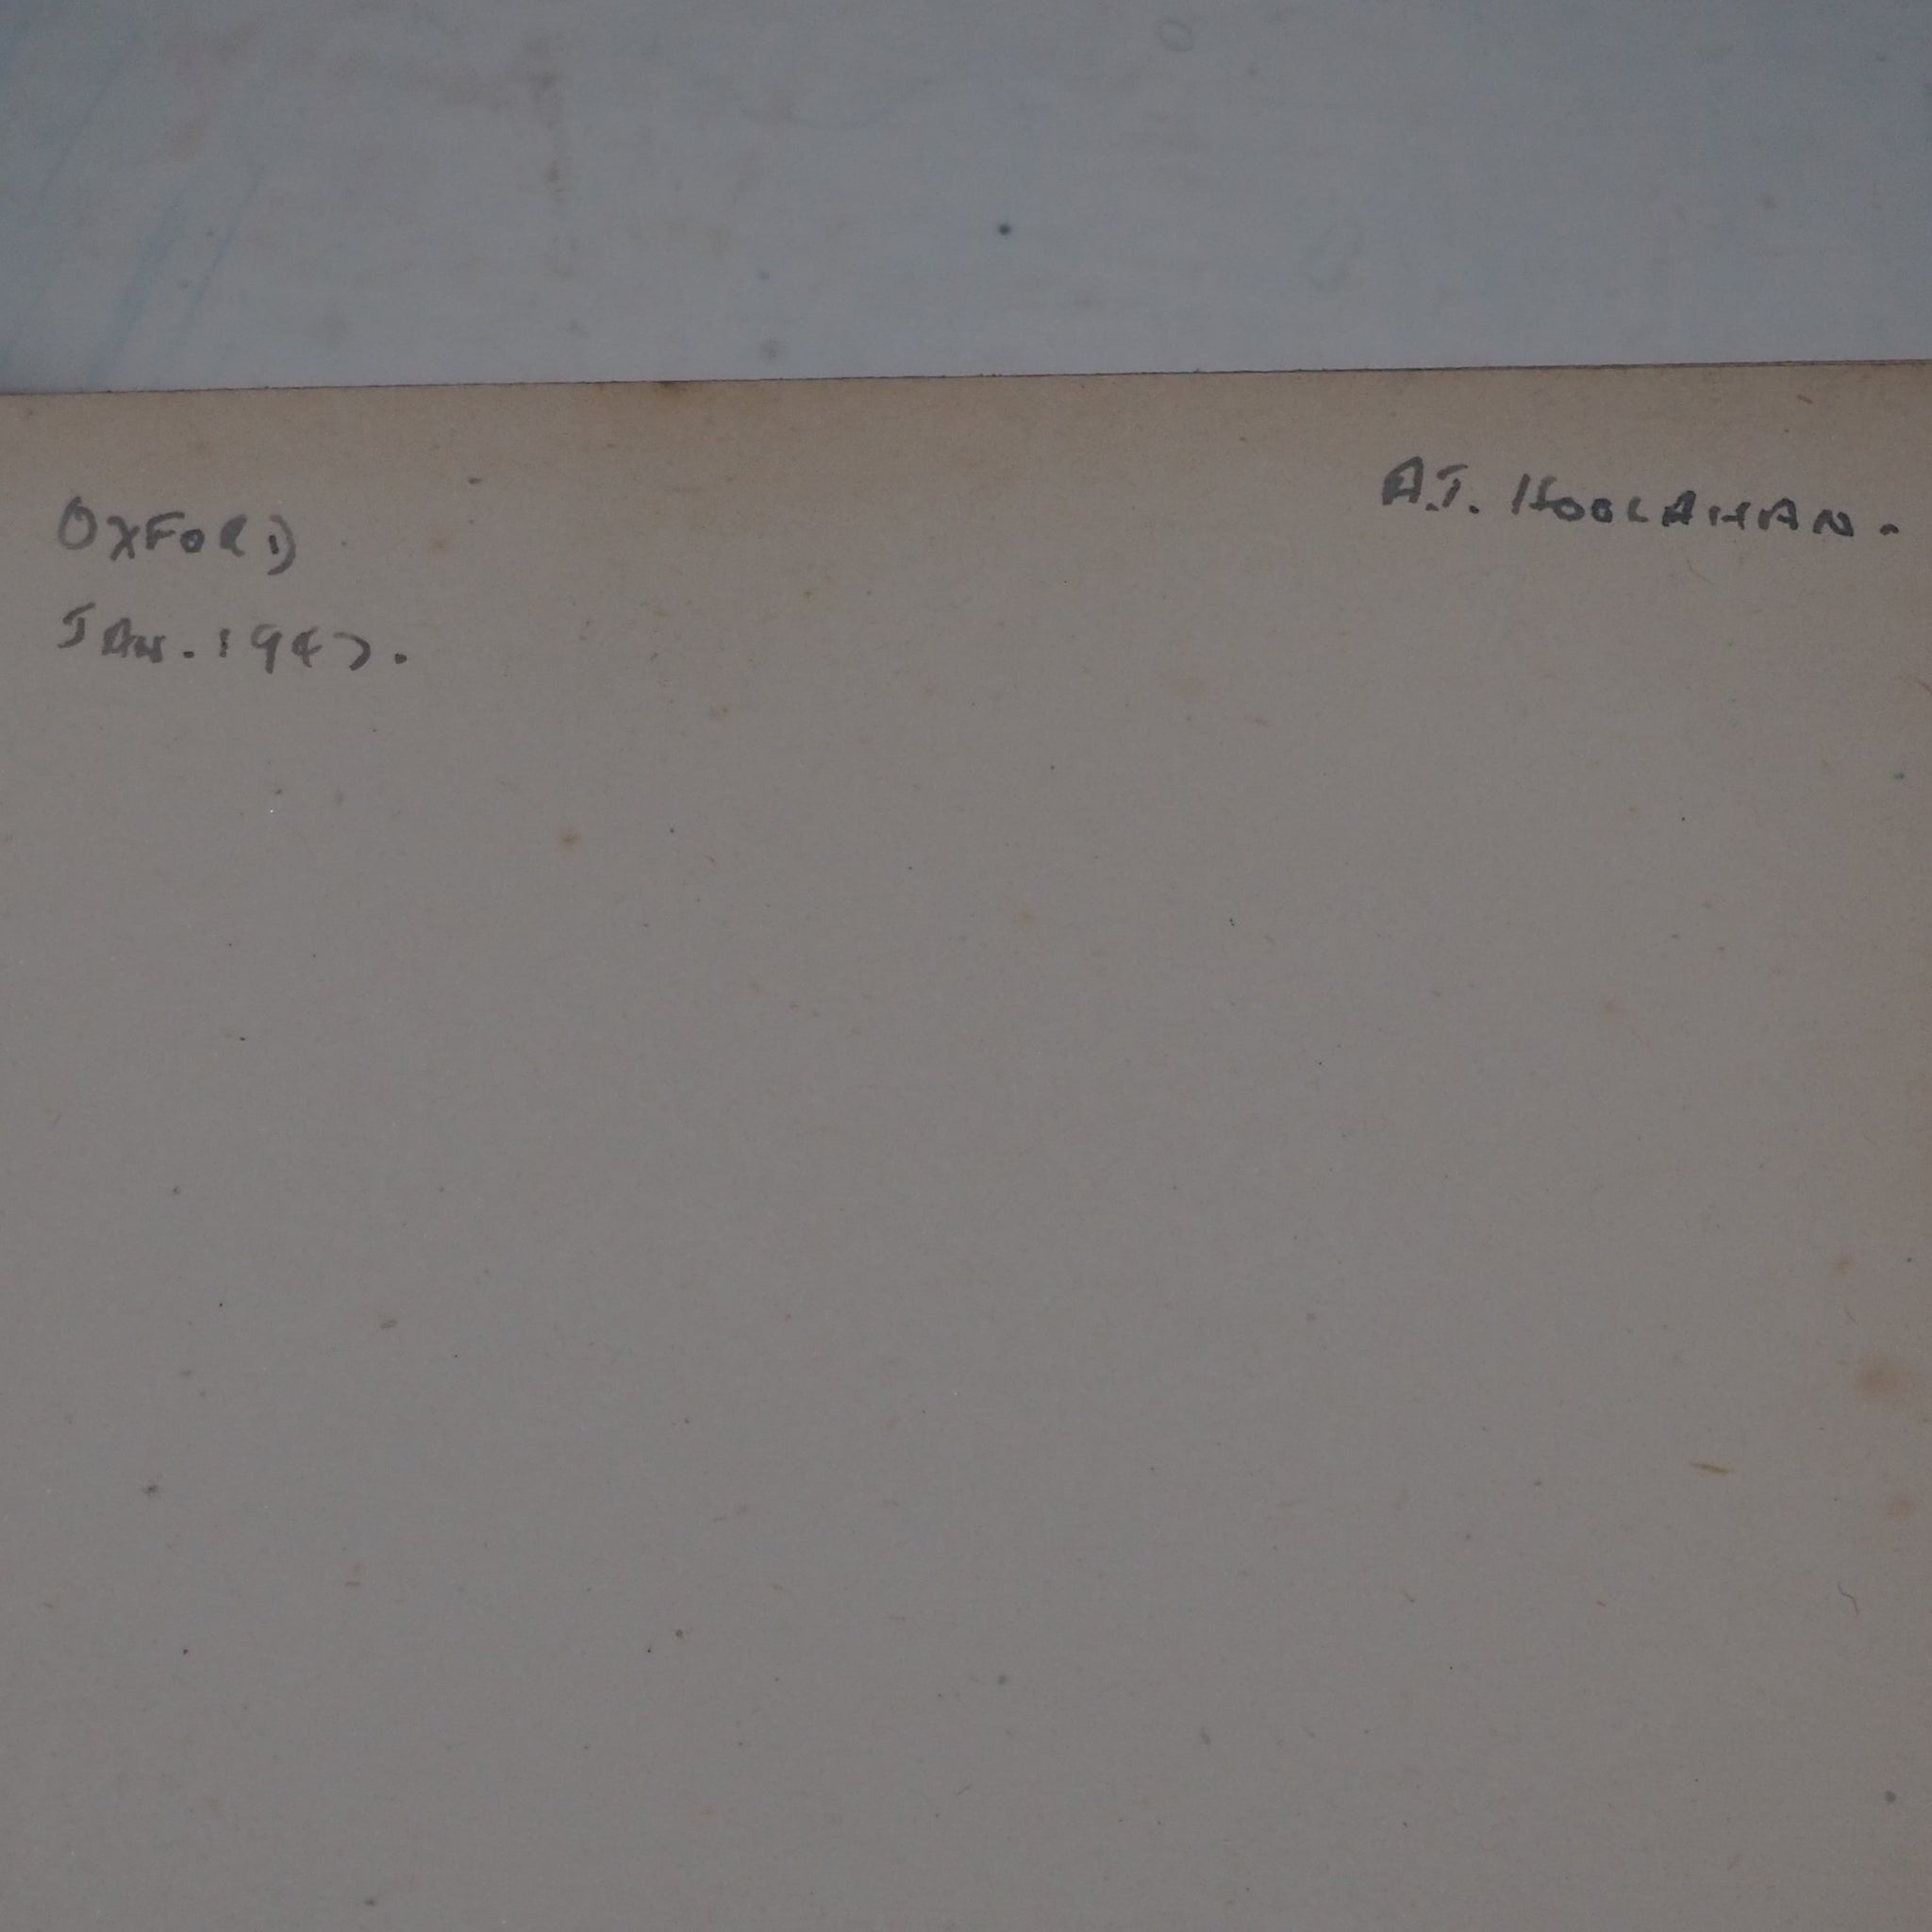 OXFORD
JAN. 1947.
A.J. HOOLAHAN.